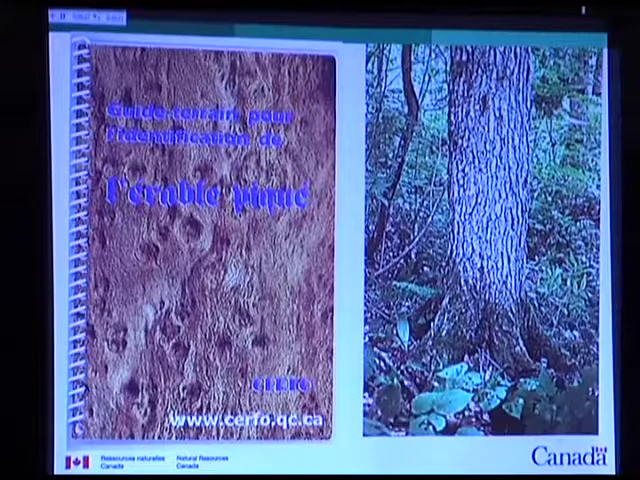 Guide terrain pour
l'identification de
l'érable piqué
CERFO
www.cerfo.qc.ca
Ressources naturelles
Canada
Natural Resources
Canada
Canada